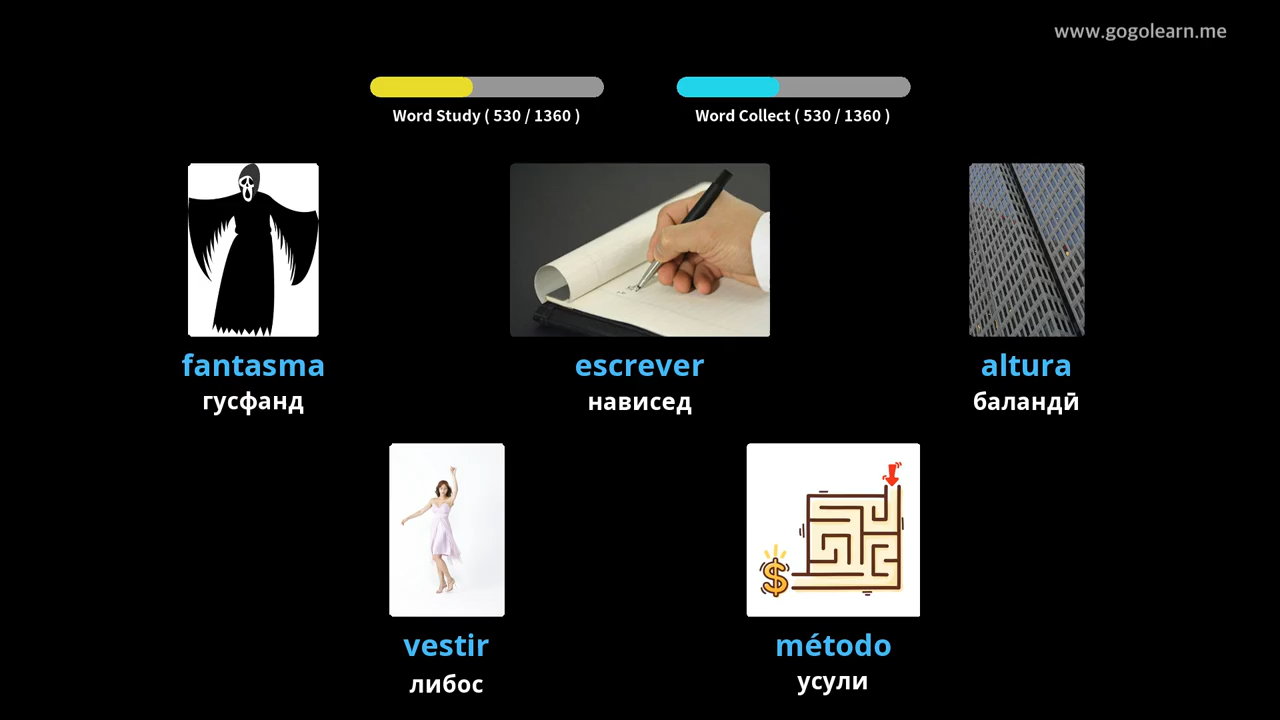 www.gogolearn.me
Word Study ( 530 / 1360 )
Word Collect ( 530 / 1360 )
fantasma
гусфанд
escrever
нависед
altura
баландӣ
vestir
либос
método
усули